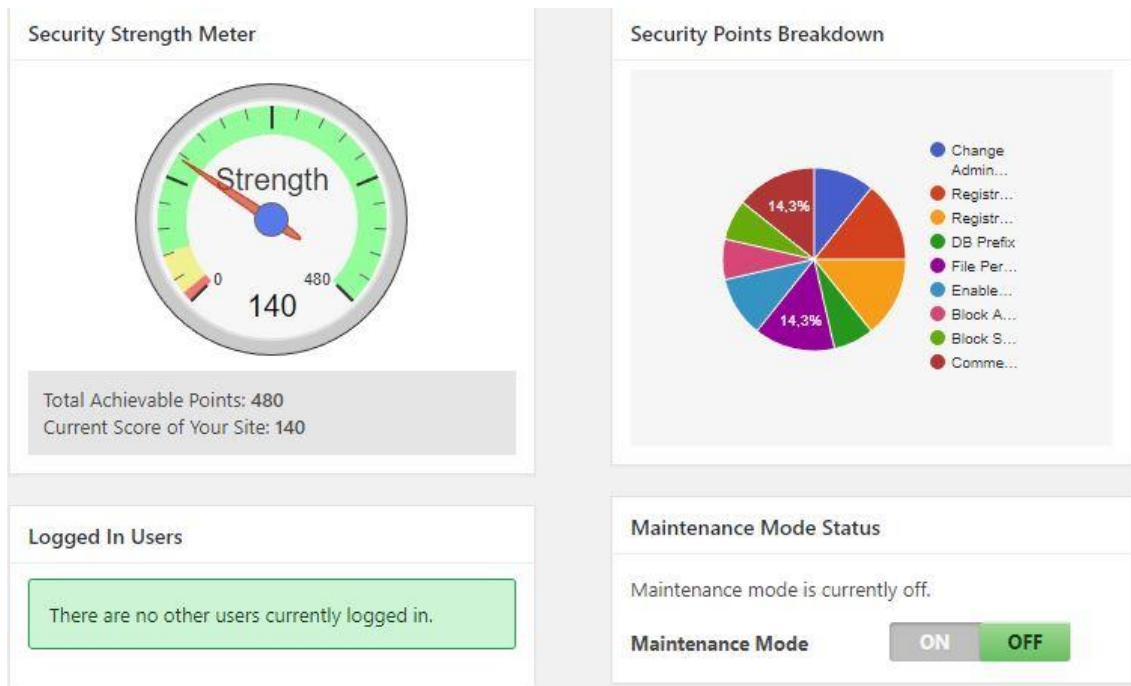 Security Strength Meter
Strength
0
480
140
Total Achievable Points: 480
Current Score of Your Site: 140
Security Points Breakdown
14,3%
14,3%
Change
Admin...
Registr...
Registr...
DB Prefix
File Per...
Enable...
Block A...
Block S...
Comme...
Logged In Users
There are no other users currently logged in.
Maintenance Mode Status
Maintenance mode is currently off.
Maintenance Mode ON OFF